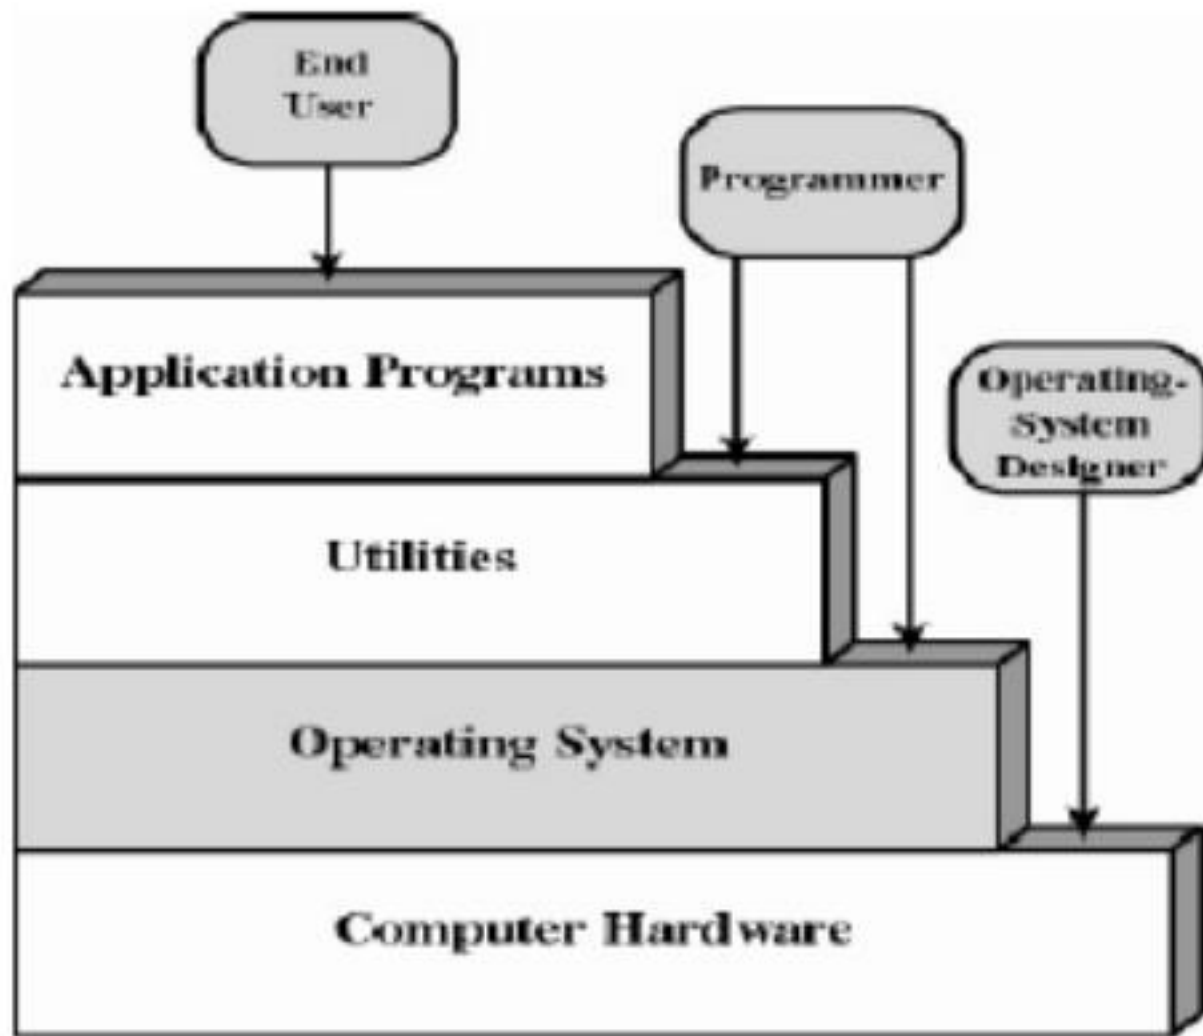 End
User
Programmer
Application Programs
Operating-
System
Designer
Utilities
Operating System
Computer Hardware